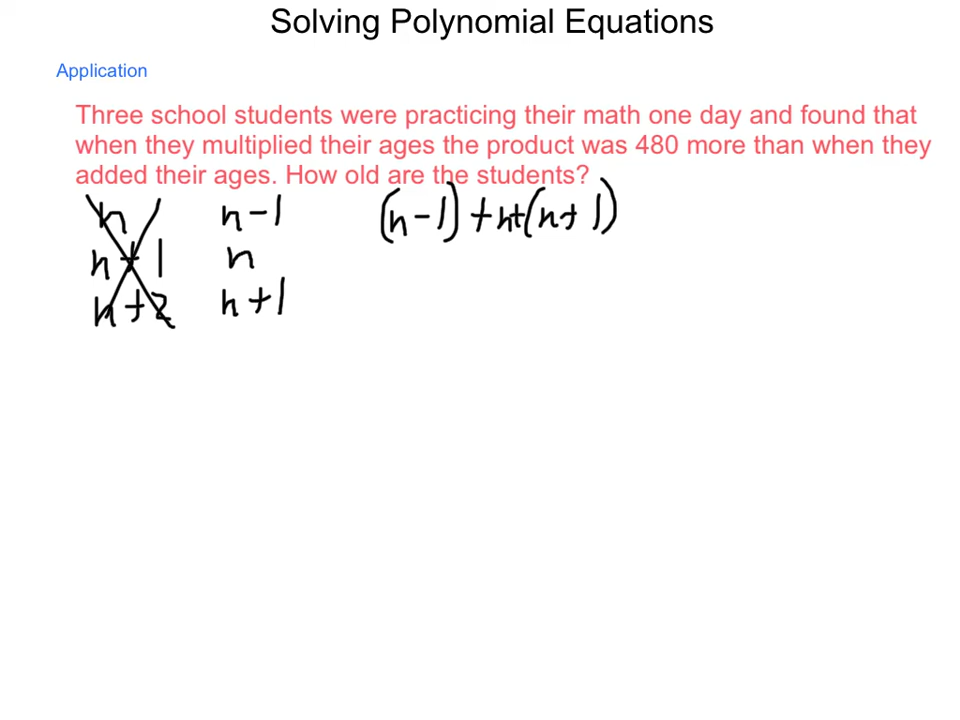 Solving Polynomial Equations
Application
Three school students were practicing their math one day and found that
when they multiplied their ages the product was 480 more than when they
added their ages. How old are the students?
n n-1 (n-1)+n+(n+1)
n+1 n
n+2 n+1